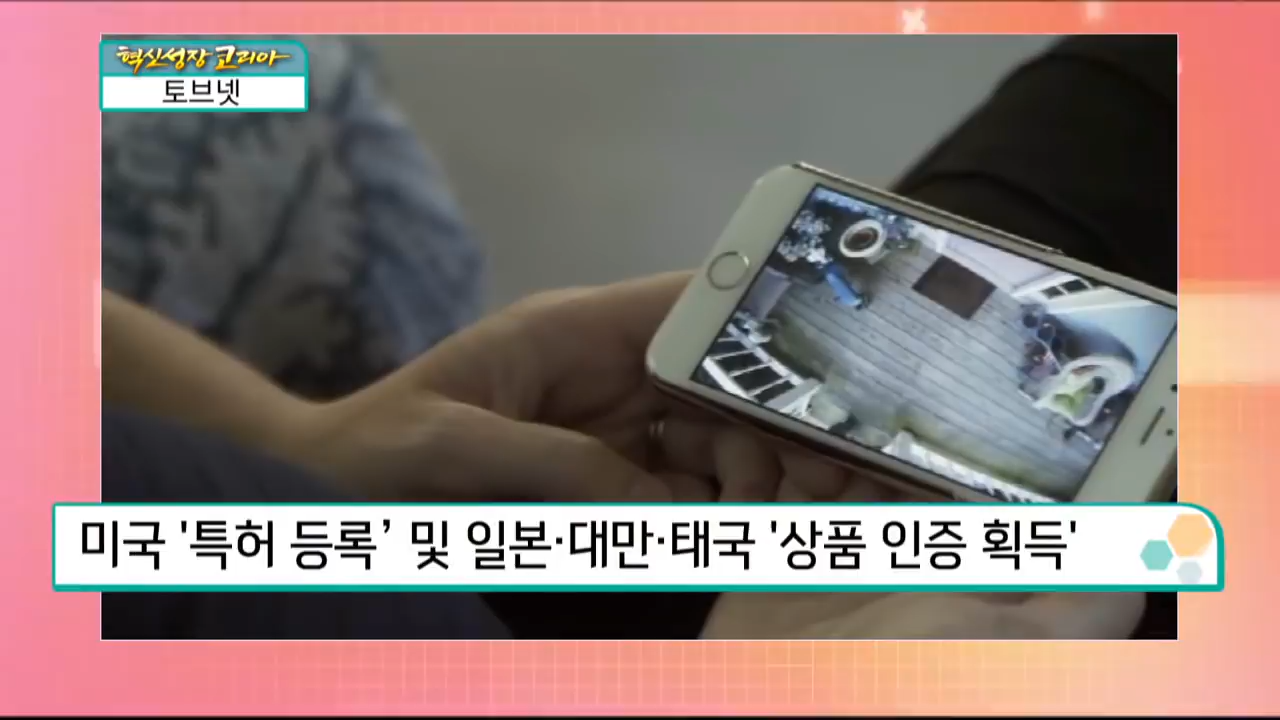 혁신성장 코리아
토브넷
미국 '특허 등록’ 및 일본·대만·태국 '상품 인증 획득'